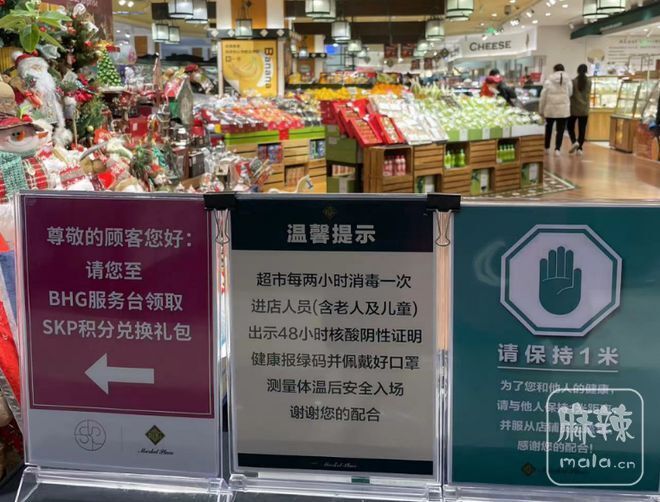 CHEESE
Banana
尊敬的顾客您好：
请您至
BHG服务台领取
SKP积分兑换礼包
SKP
Market Place
温馨提示
超市每两小时消毒一次
进店人员(含老人及儿童)
出示48小时核酸阴性证明
健康报绿码并佩戴好口罩
测量体温后安全入场
谢谢您的配合
请保持1米
为了您和他人的健康，
请与他人保持
并服从店铺
感谢您的配合！
麻辣
mala.cn